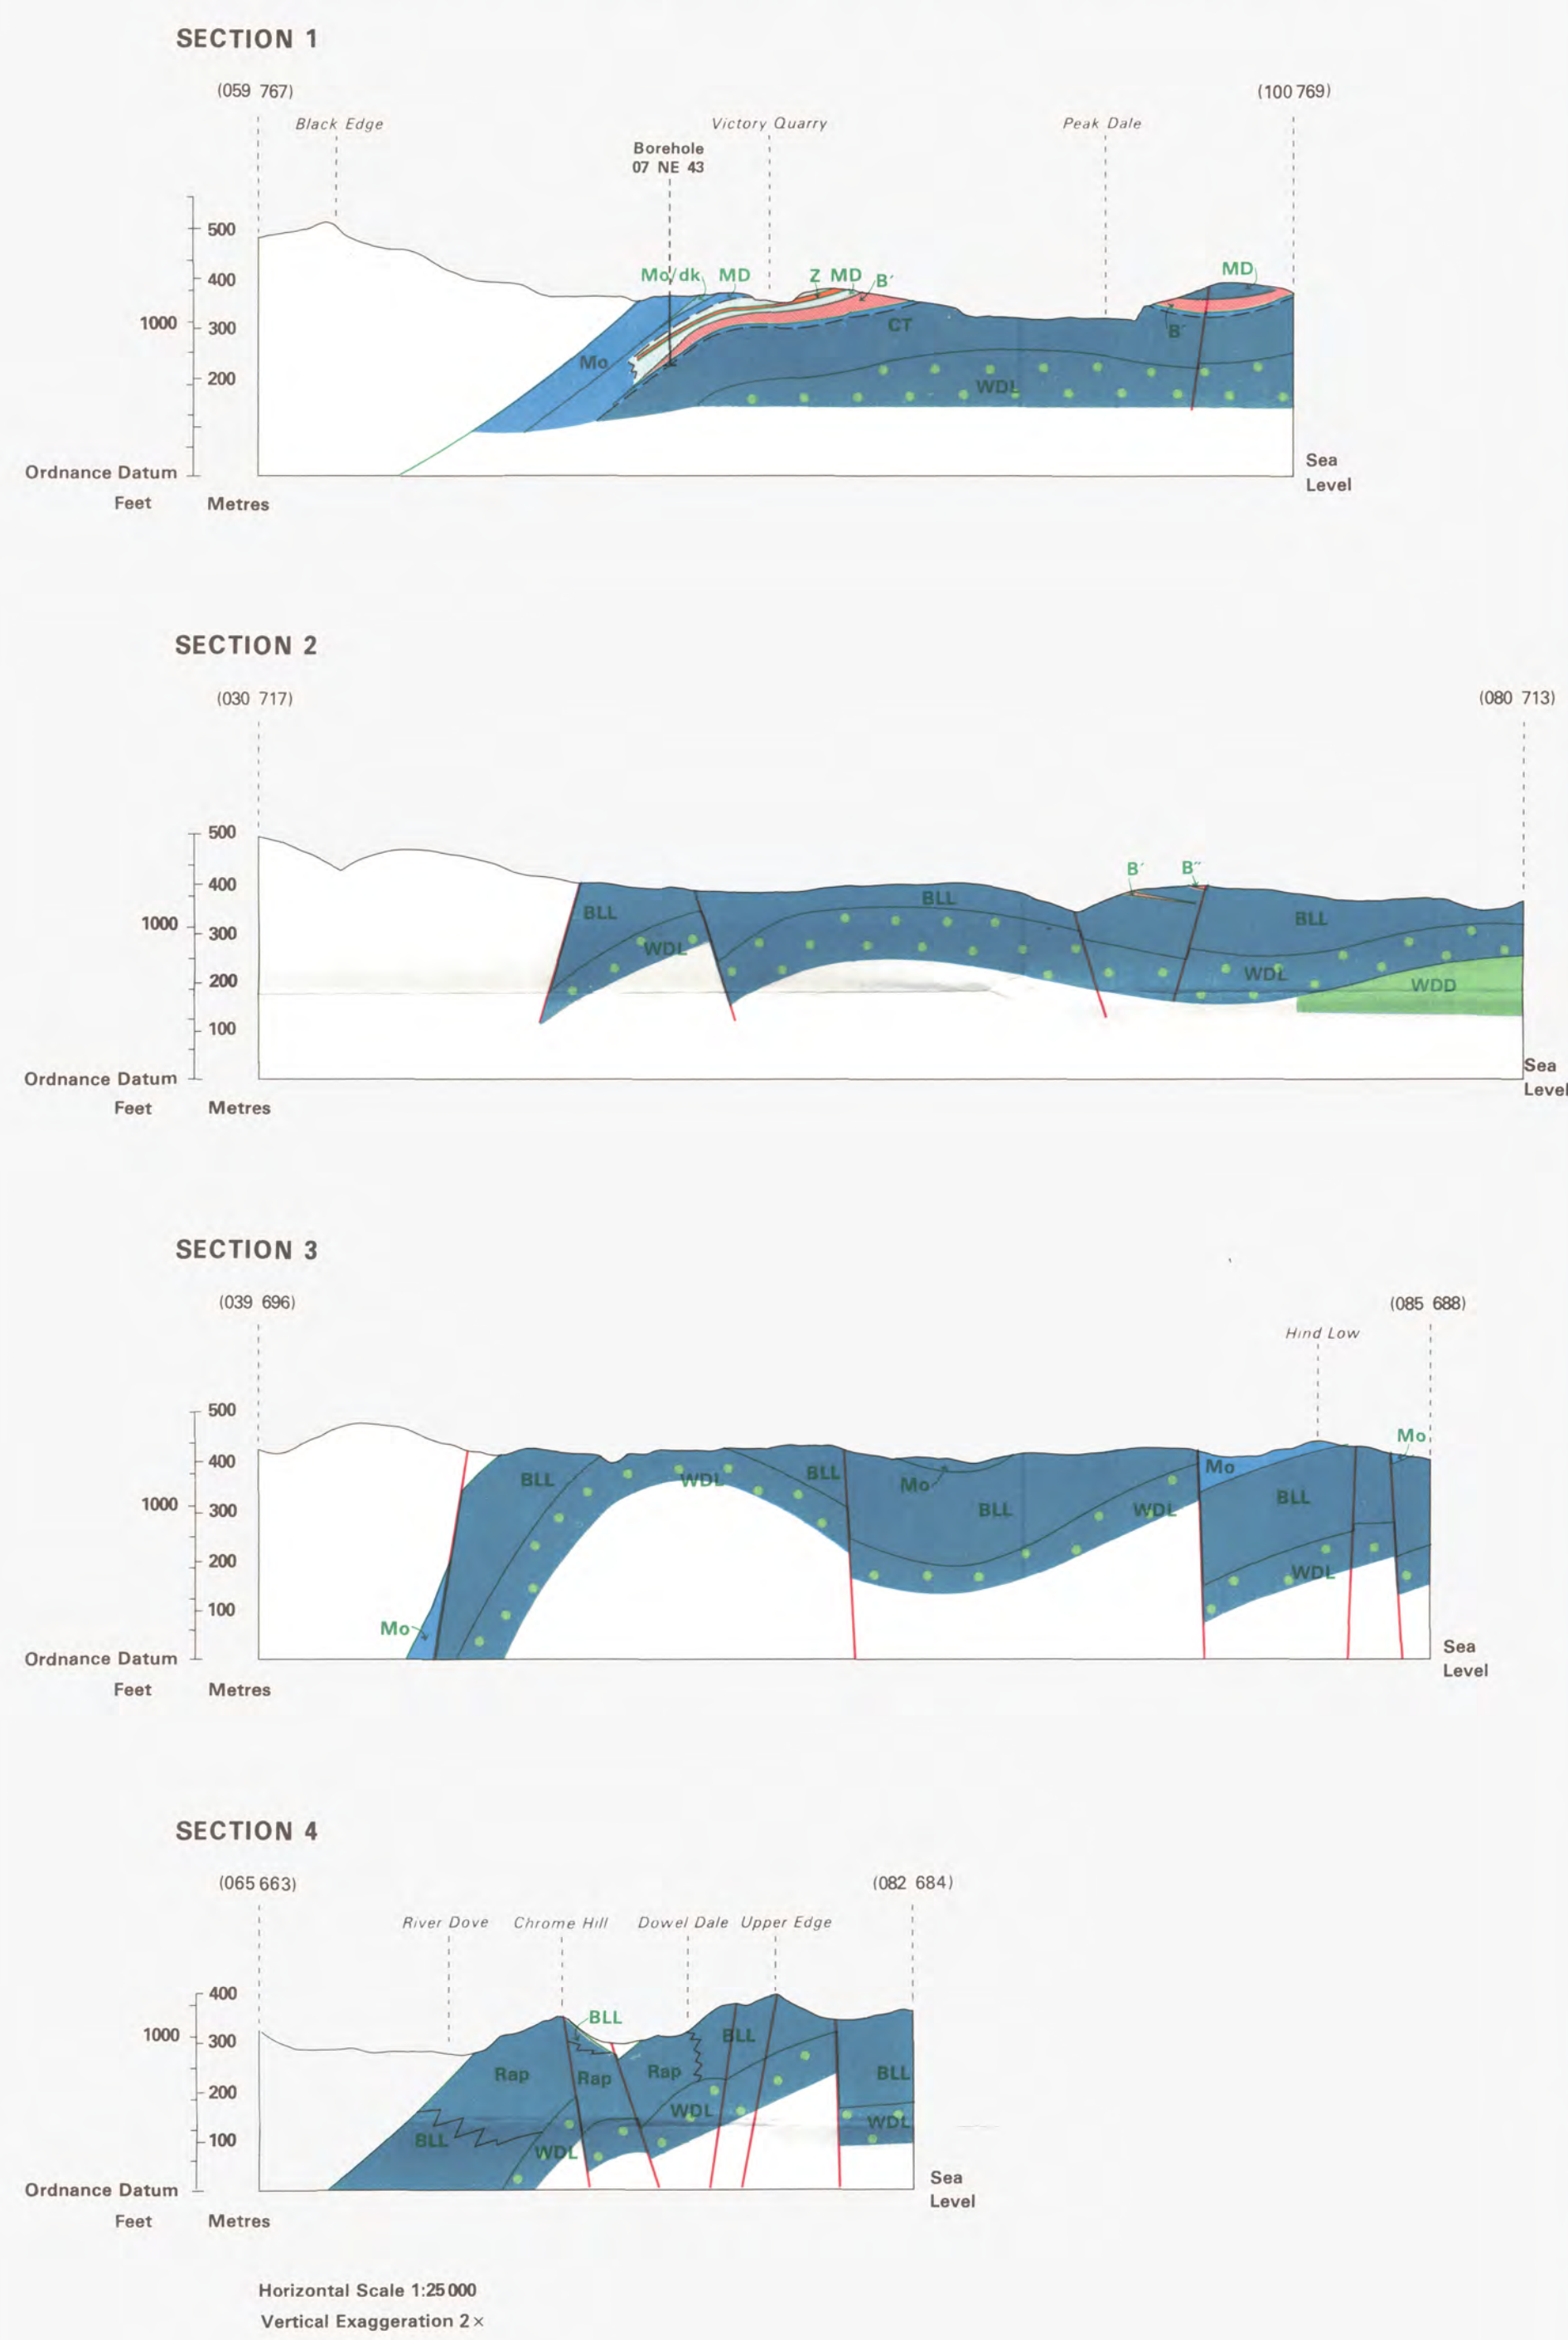 SECTION 1
(059 767)
(100 769)
Black Edge
Victory Quarry
Peak Dale
Borehole
07 NE 43
500
400
1000
300
200
Mo/dk
MD
Z
MD
B′
MD
CT
B′
Mo
WDL
Ordnance Datum
Feet
Metres
Sea
Level
SECTION 2
(030 717)
(080 713)
500
400
1000
300
200
100
B′
B″
BLL
BLL
BLL
WDL
WDL
WDD
Ordnance Datum
Feet
Metres
Sea
Level
SECTION 3
(039 696)
(085 688)
Hind Low
500
400
1000
300
200
100
Mo
BLL
WDL
BLL
Mo
Mo
BLL
BLL
WDL
WDL
Mo
Ordnance Datum
Feet
Metres
Sea
Level
SECTION 4
(065 663)
(082 684)
River Dove
Chrome Hill
Dowel Dale
Upper Edge
400
1000
300
200
100
BLL
BLL
Rap
Rap
Rap
BLL
WDL
WDL
BLL
WDL
Ordnance Datum
Feet
Metres
Sea
Level
Horizontal Scale 1:25 000
Vertical Exaggeration 2×